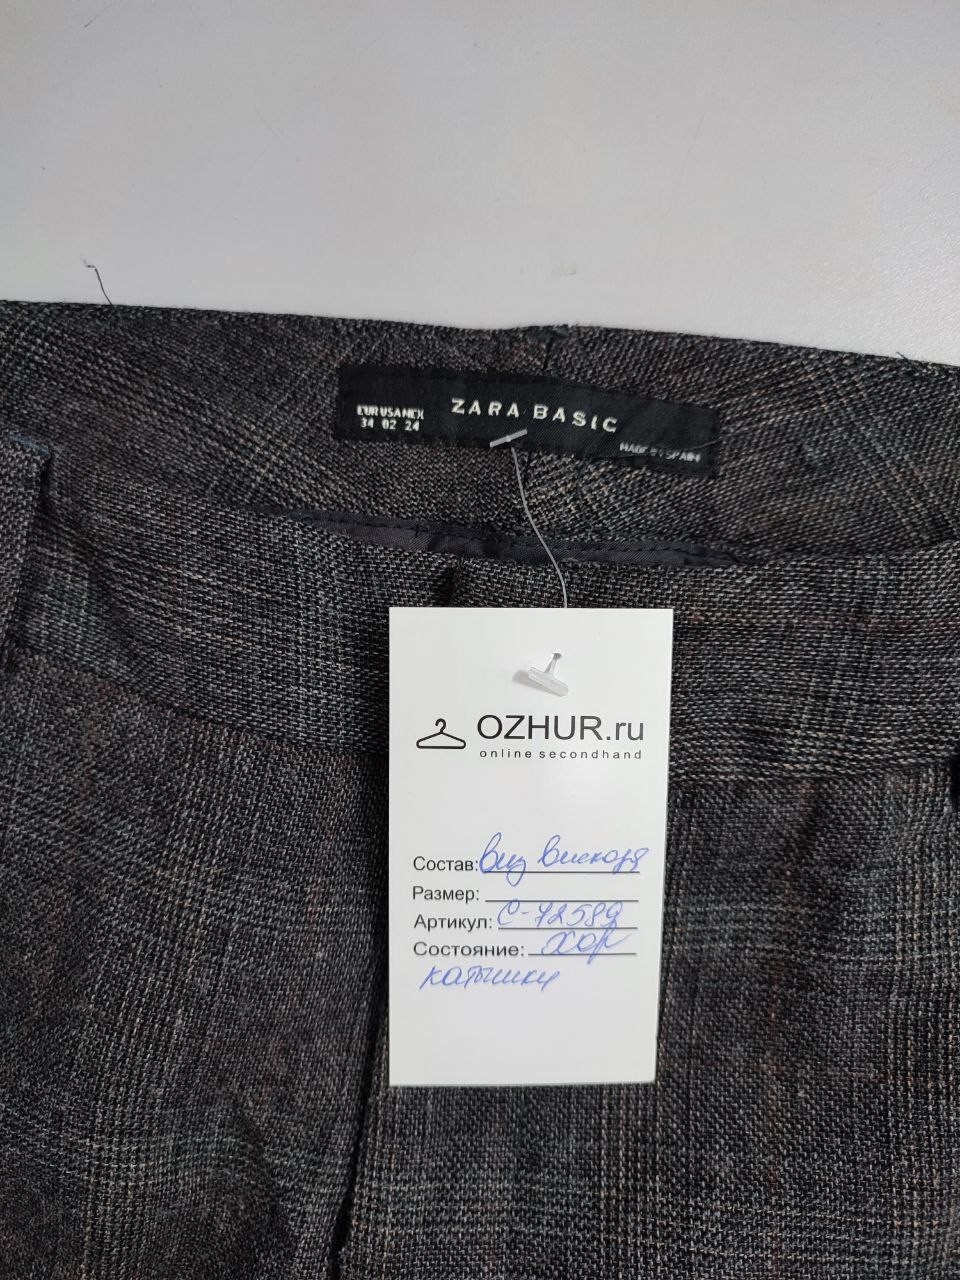 EUR USA MEX
34 02 24
ZARA BASIC
MADE IN SPAIN
OZHUR.ru
online secondhand
Состав: виз вискоза
Размер:
Артикул: С-72589
Состояние: хор
катышки